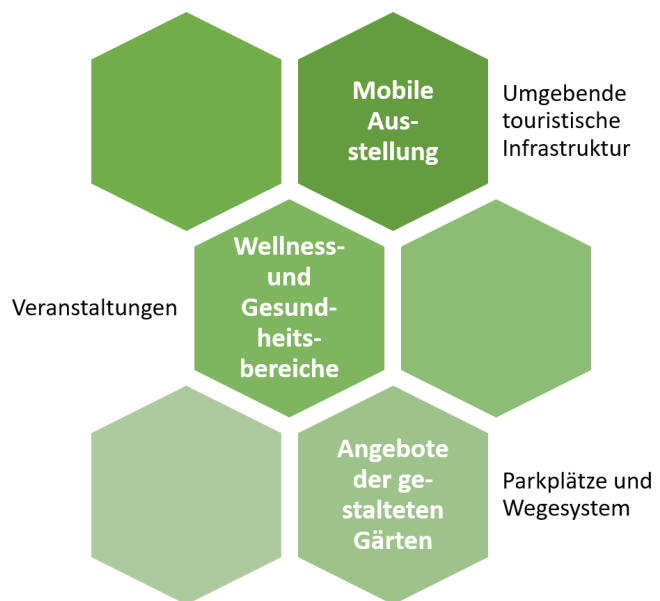 Mobile
Aus-
stellung
Umgebende
touristische
Infrastruktur
Veranstaltungen
Wellness-
und
Gesund-
heits-
bereiche
Angebote
der ge-
stalteten
Gärten
Parkplätze und
Wegesystem